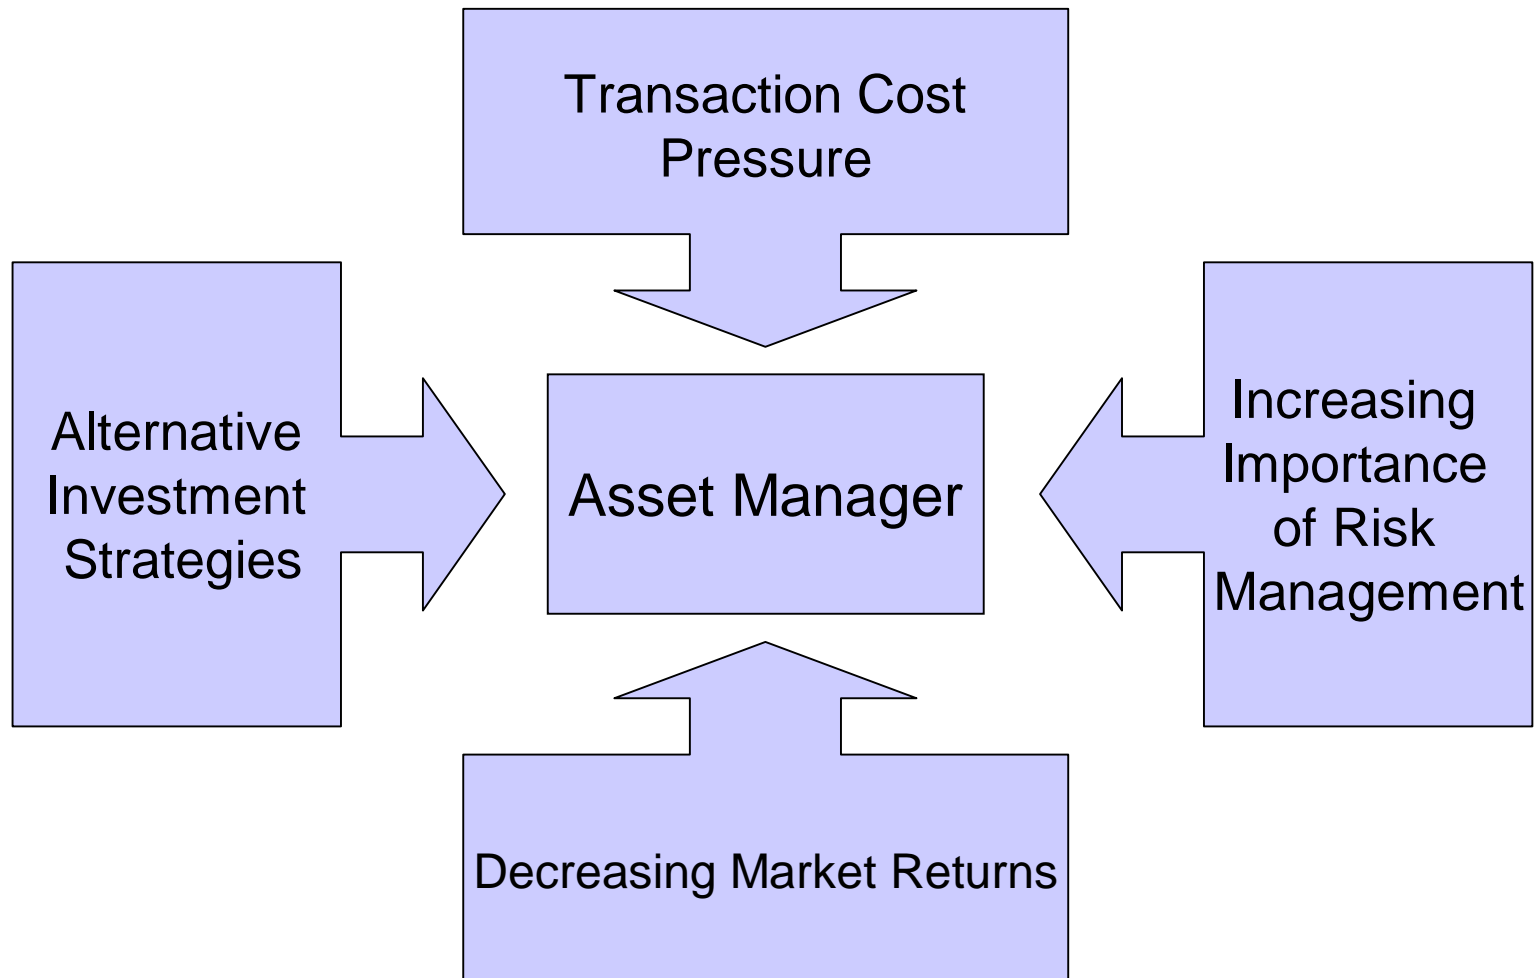 Transaction Cost
Pressure
Alternative
Investment
Strategies
Asset Manager
Increasing
Importance
of Risk
Management
Decreasing Market Returns